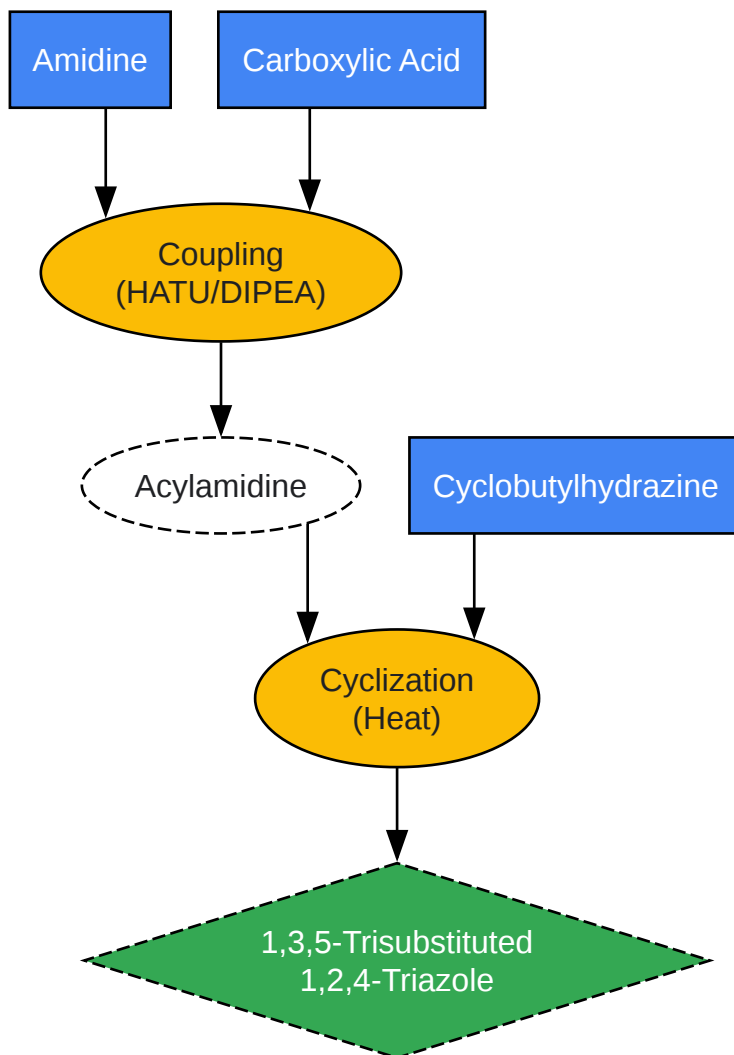 Amidine
Carboxylic Acid
Coupling
(HATU/DIPEA)
Acylamidine
Cyclobutylhydrazine
Cyclization
(Heat)
1,3,5-Trisubstituted
1,2,4-Triazole